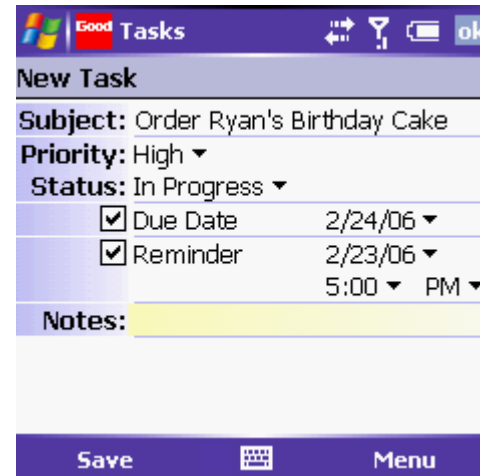 Good Tasks ok
New Task
Subject: Order Ryan's Birthday Cake
Priority: High
Status: In Progress
Due Date 2/24/06
Reminder 2/23/06
5:00 PM
Notes:
Save Menu